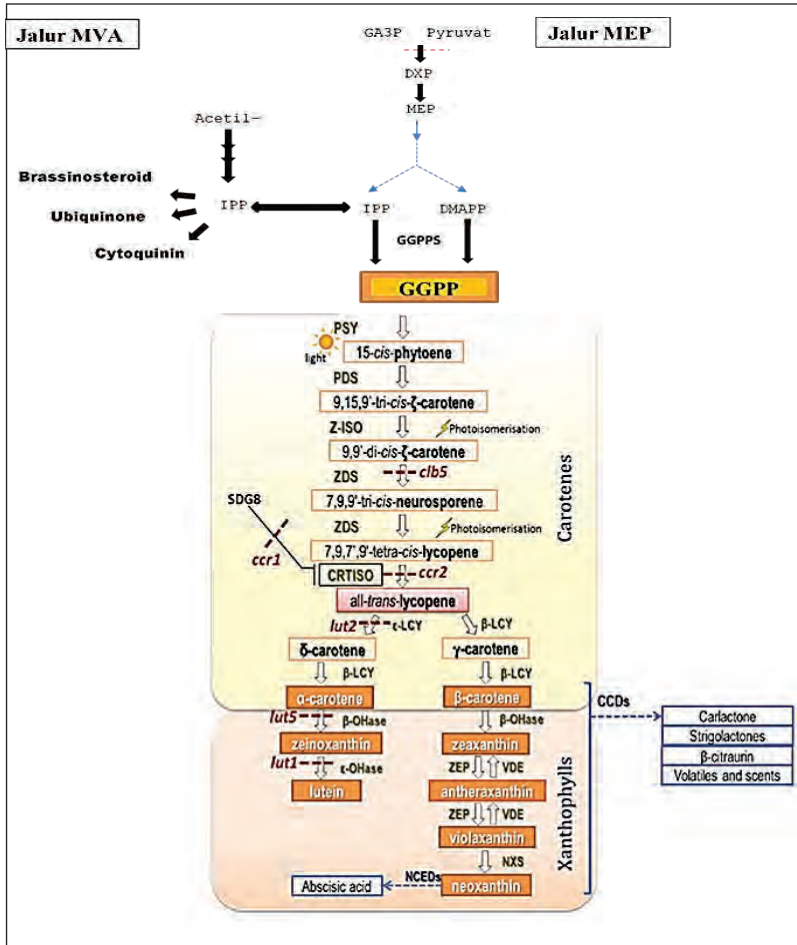 Jalur MVA
GA3P Pyruvat
Jalur MEP
DXP
MEP
Acetil-
Brassinosteroid
Ubiquinone
Cytoquinin
IPP
IPP
DMAPP
GGPPS
GGPP
PSY
light
15-cis-phytoene
PDS
9,15,9'-tri-cis-ζ-carotene
Z-ISO
Photoisomerisation
9,9'-di-cis-ζ-carotene
ZDS
clb5
7,9,9'-tri-cis-neurosporene
SDG8
ZDS
Photoisomerisation
7,9,7',9'-tetra-cis-lycopene
ccr1
CRTISO
ccr2
all-trans-lycopene
lut2
ε-LCY
β-LCY
δ-carotene
γ-carotene
β-LCY
β-LCY
α-carotene
β-carotene
Carotenes
lut5
β-OHase
β-OHase
zeinoxanthin
zeaxanthin
lut1
ε-OHase
ZEP
VDE
lutein
antheraxanthin
ZEP
VDE
violaxanthin
NXS
Abscisic acid
NCEDs
neoxanthin
Xanthophylls
CCDs
Carlactone
Strigolactones
β-citraurin
Volatiles and scents